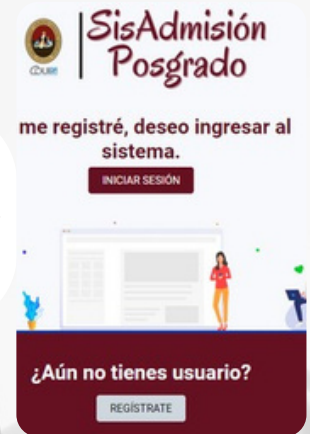 SisAdmisión
Posgrado
me registré, deseo ingresar al
sistema.
INICIAR SESIÓN
¿Aún no tienes usuario?
REGÍSTRATE